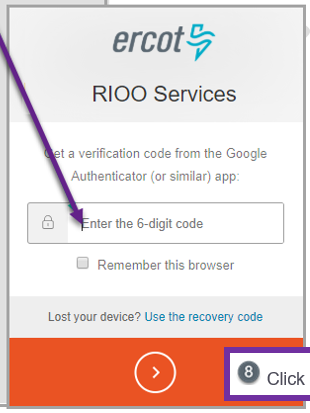 ercot
RIOO Services
Get a verification code from the Google
Authenticator (or similar) app:
Enter the 6-digit code
Remember this browser
Lost your device? Use the recovery code
8 Click